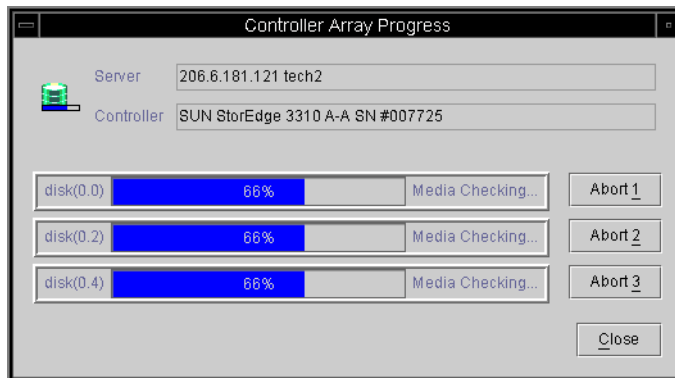 Controller Array Progress
Server 206.6.181.121 tech2
Controller SUN StorEdge 3310 A-A SN #007725
disk(0.0) 66% Media Checking... Abort 1
disk(0.2) 66% Media Checking... Abort 2
disk(0.4) 66% Media Checking... Abort 3
Close